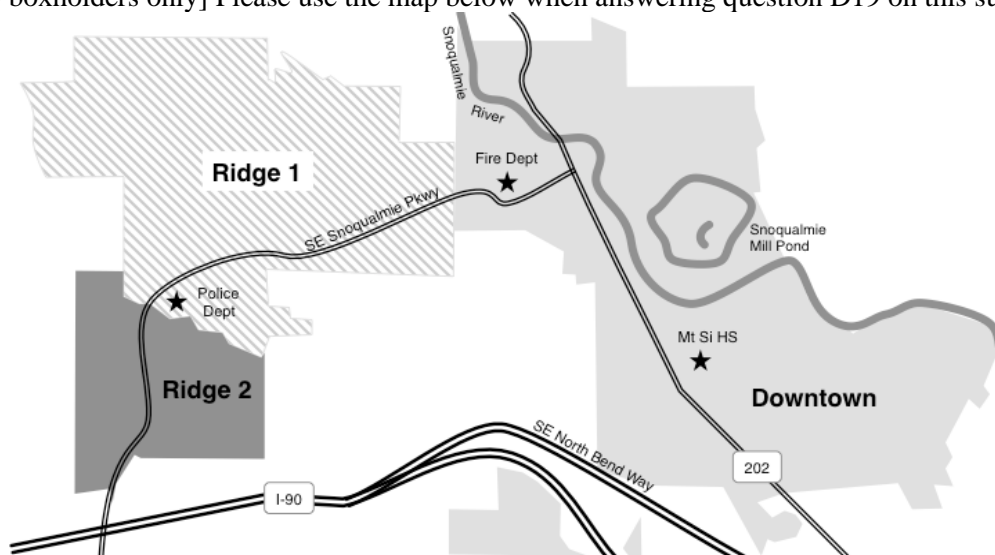 boxholders only] Please use the map below when answering question D19 on this su
Snoqualmie
River
Fire Dept
Ridge 1
SE Snoqualmie Pkwy
Snoqualmie
Mill Pond
Police
Dept
Mt Si HS
Ridge 2
Downtown
SE North Bend Way
202
I-90